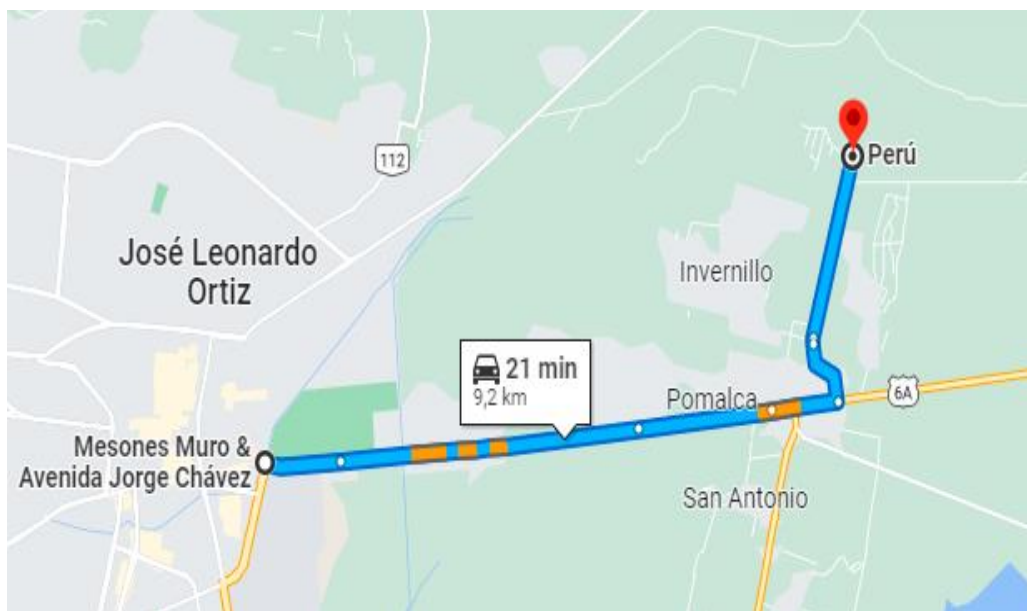 112
Perú
José Leonardo
Ortiz
Invernillo
21 min
9,2 km
Pomalca
6A
Mesones Muro &
Avenida Jorge Chávez
San Antonio